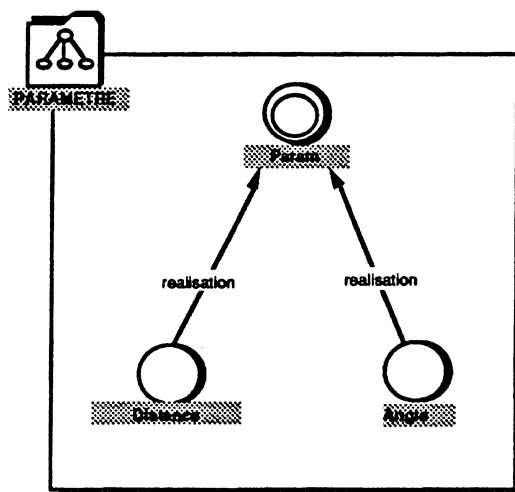 PARAMETRE
Param
realisation
realisation
Distance
Angle